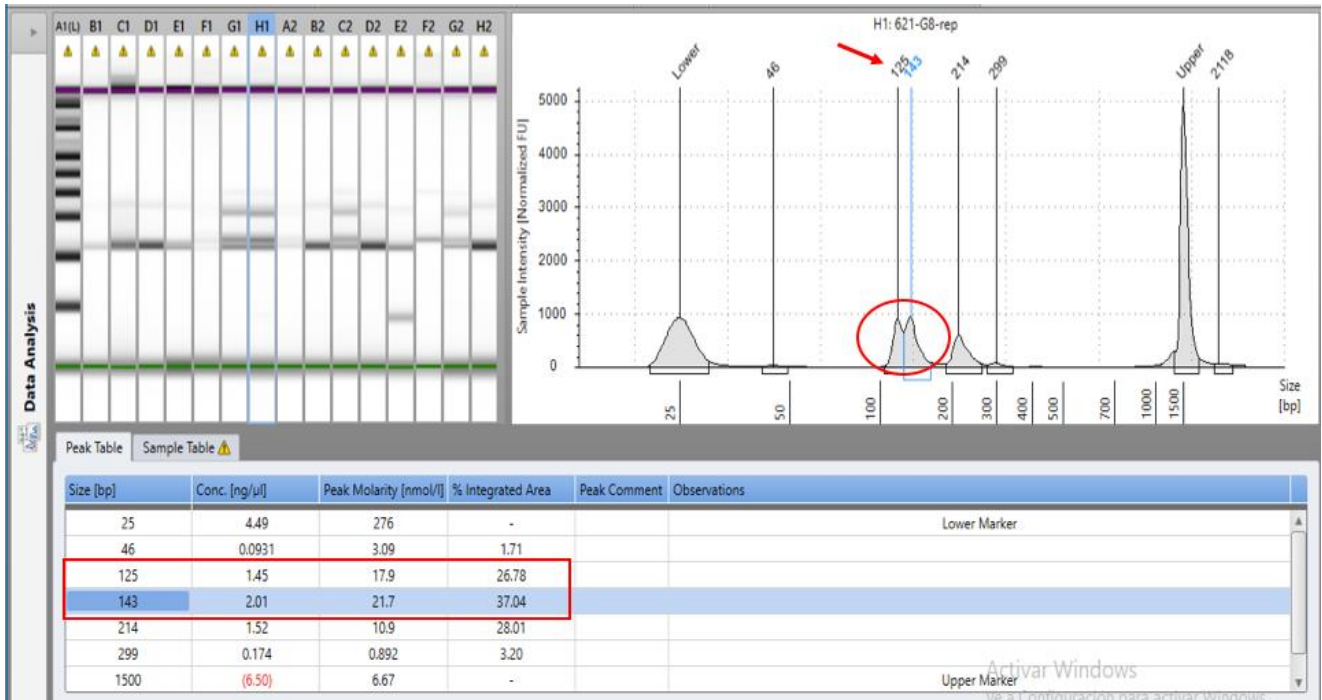 A1(L) B1 C1 D1 E1 F1 G1 H1 A2 B2 C2 D2 E2 F2 G2 H2
H1: 621-G8-rep
Lower 46 125 143 214 299 Upper 2118
Sample Intensity [Normalized FU]
5000
4000
3000
2000
1000
0
25 50 100 200 300 400 500 700 1000 1500
Size
[bp]
Data Analysis
Peak Table Sample Table
Size [bp] Conc. [ng/µl] Peak Molarity [nmol/l] % Integrated Area Peak Comment Observations
25 4.49 276 - Lower Marker
46 0.0931 3.09 1.71
125 1.45 17.9 26.78
143 2.01 21.7 37.04
214 1.52 10.9 28.01
299 0.174 0.892 3.20
1500 (6.50) 6.67 - Upper Marker
Activar Windows
Ve a Configuración para activar Windows